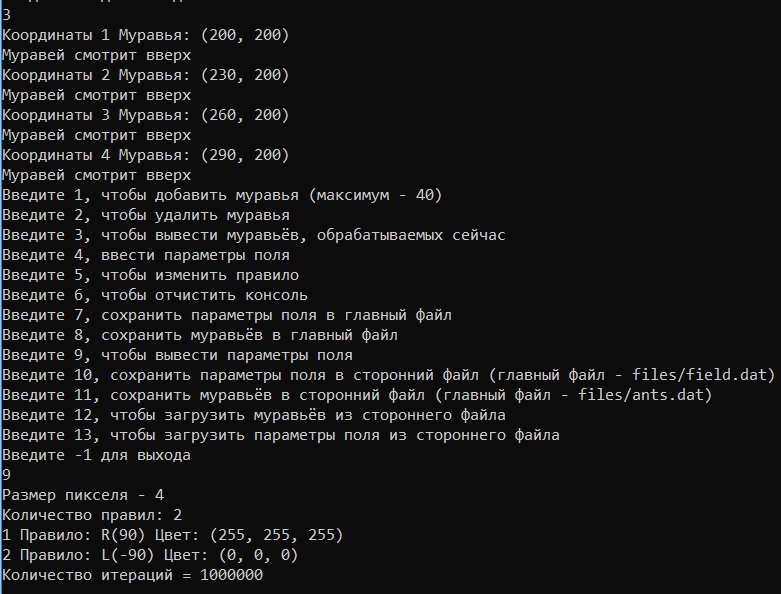 3
Координаты 1 Муравья: (200, 200)
Муравей смотрит вверх
Координаты 2 Муравья: (230, 200)
Муравей смотрит вверх
Координаты 3 Муравья: (260, 200)
Муравей смотрит вверх
Координаты 4 Муравья: (290, 200)
Муравей смотрит вверх
Введите 1, чтобы добавить муравья (максимум - 40)
Введите 2, чтобы удалить муравья
Введите 3, чтобы вывести муравьёв, обрабатываемых сейчас
Введите 4, ввести параметры поля
Введите 5, чтобы изменить правило
Введите 6, чтобы отчистить консоль
Введите 7, сохранить параметры поля в главный файл
Введите 8, сохранить муравьёв в главный файл
Введите 9, чтобы вывести параметры поля
Введите 10, сохранить параметры поля в сторонний файл (главный файл - files/field.dat)
Введите 11, сохранить муравьёв в сторонний файл (главный файл - files/ants.dat)
Введите 12, чтобы загрузить муравьёв из стороннего файла
Введите 13, чтобы загрузить параметры поля из стороннего файла
Введите -1 для выхода
9
Размер пикселя - 4
Количество правил: 2
1 Правило: R(90) Цвет: (255, 255, 255)
2 Правило: L(-90) Цвет: (0, 0, 0)
Количество итераций = 1000000